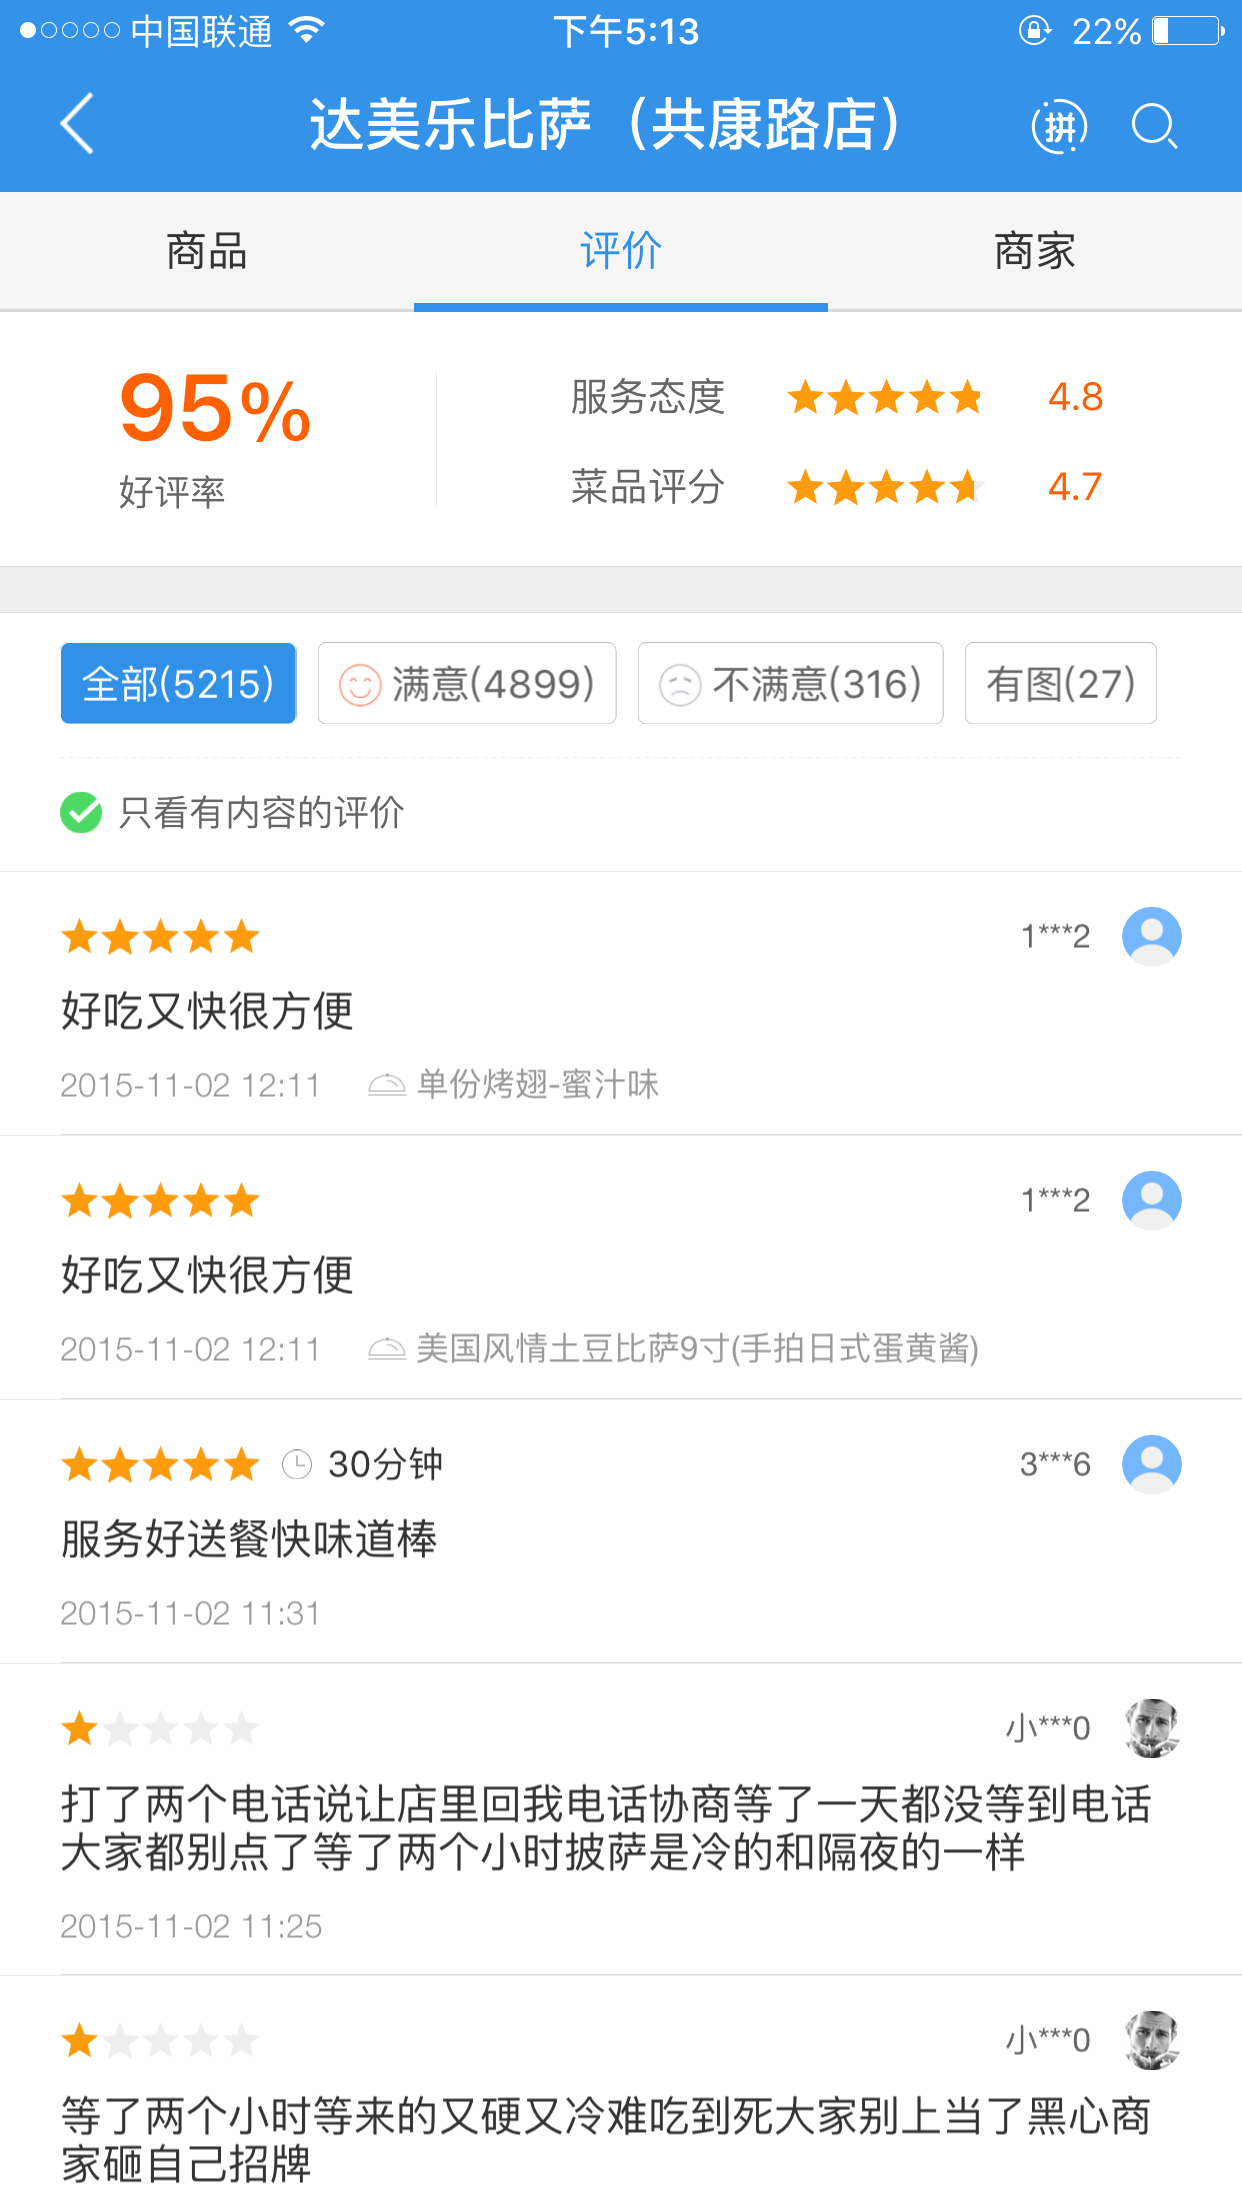 中国联通 下午5:13 22%
达美乐比萨（共康路店） 拼
商品 评价 商家
95% 服务态度 4.8
好评率 菜品评分 4.7
全部(5215) 满意(4899) 不满意(316) 有图(27)
只看有内容的评价
1***2
好吃又快很方便
2015-11-02 12:11 单份烤翅-蜜汁味
1***2
好吃又快很方便
2015-11-02 12:11 美国风情土豆比萨9寸(手拍日式蛋黄酱)
30分钟 3***6
服务好送餐快味道棒
2015-11-02 11:31
小***0
打了两个电话说让店里回我电话协商等了一天都没等到电话
大家都别点了等了两个小时披萨是冷的和隔夜的一样
2015-11-02 11:25
小***0
等了两个小时等来的又硬又冷难吃到死大家别上当了黑心商
家砸自己招牌